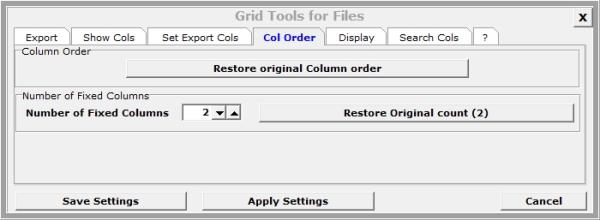 Grid Tools for Files
X
Export Show Cols Set Export Cols Col Order Display Search Cols ?
Column Order
Restore original Column order
Number of Fixed Columns
Number of Fixed Columns 2 Restore Original count (2)
Save Settings Apply Settings Cancel